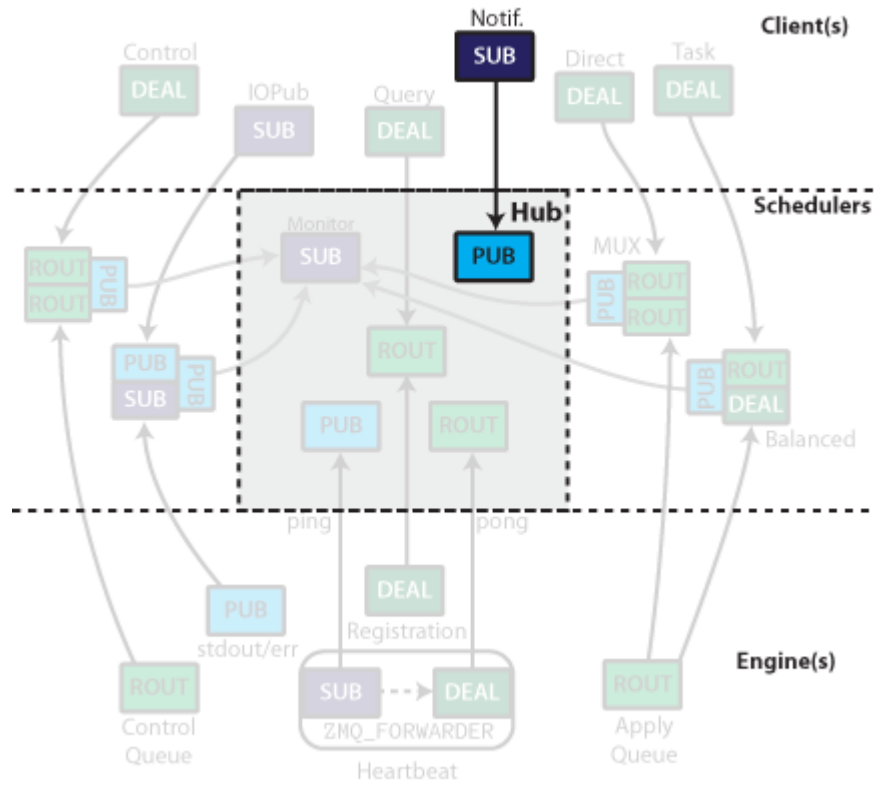 Notif.
Client(s)
Control
DEAL
IOPub
SUB
Query
DEAL
SUB
Direct
DEAL
Task
DEAL
Schedulers
Hub
Monitor
SUB
PUB
MUX
ROUT
ROUT
PUB
PUB
ROUT
ROUT
PUB
SUB
PUB
ROUT
PUB
ROUT
DEAL
Balanced
PUB
ROUT
ping
pong
DEAL
Registration
PUB
stdout/err
Engine(s)
ROUT
Control
Queue
SUB
DEAL
ZMQ_FORWARDER
Heartbeat
ROUT
Apply
Queue